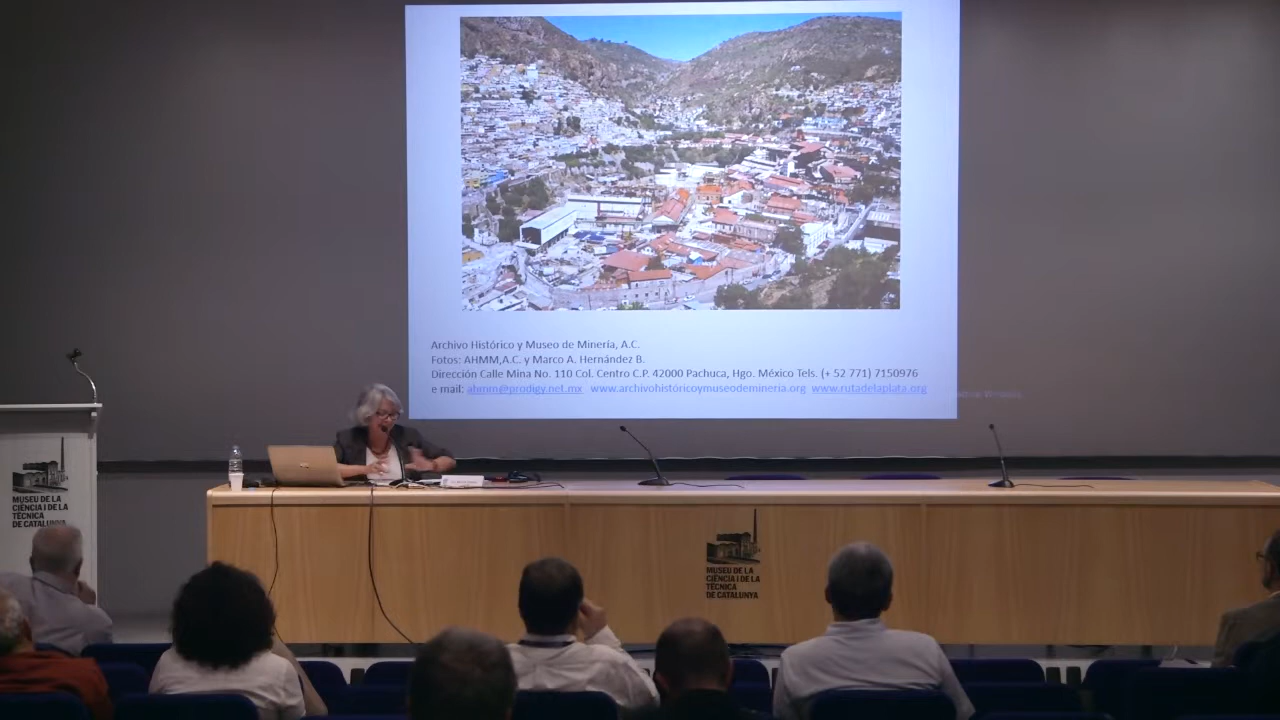 Archivo Histórico y Museo de Minería, A.C.
Fotos: AHMM,A.C. y Marco A. Hernández B.
Dirección Calle Mina No. 110 Col. Centro C.P. 42000 Pachuca, Hgo. México Tels. (+ 52 771) 7150976
e mail: ahmm@prodigy.net.mx www.archivohistóricoymuseodemineria.org www.rutadelaplata.org
MUSEU DE LA
CIÈNCIA I DE LA
TÈCNICA
DE CATALUNYA
MUSEU DE LA
CIÈNCIA I DE LA
TÈCNICA
DE CATALUNYA